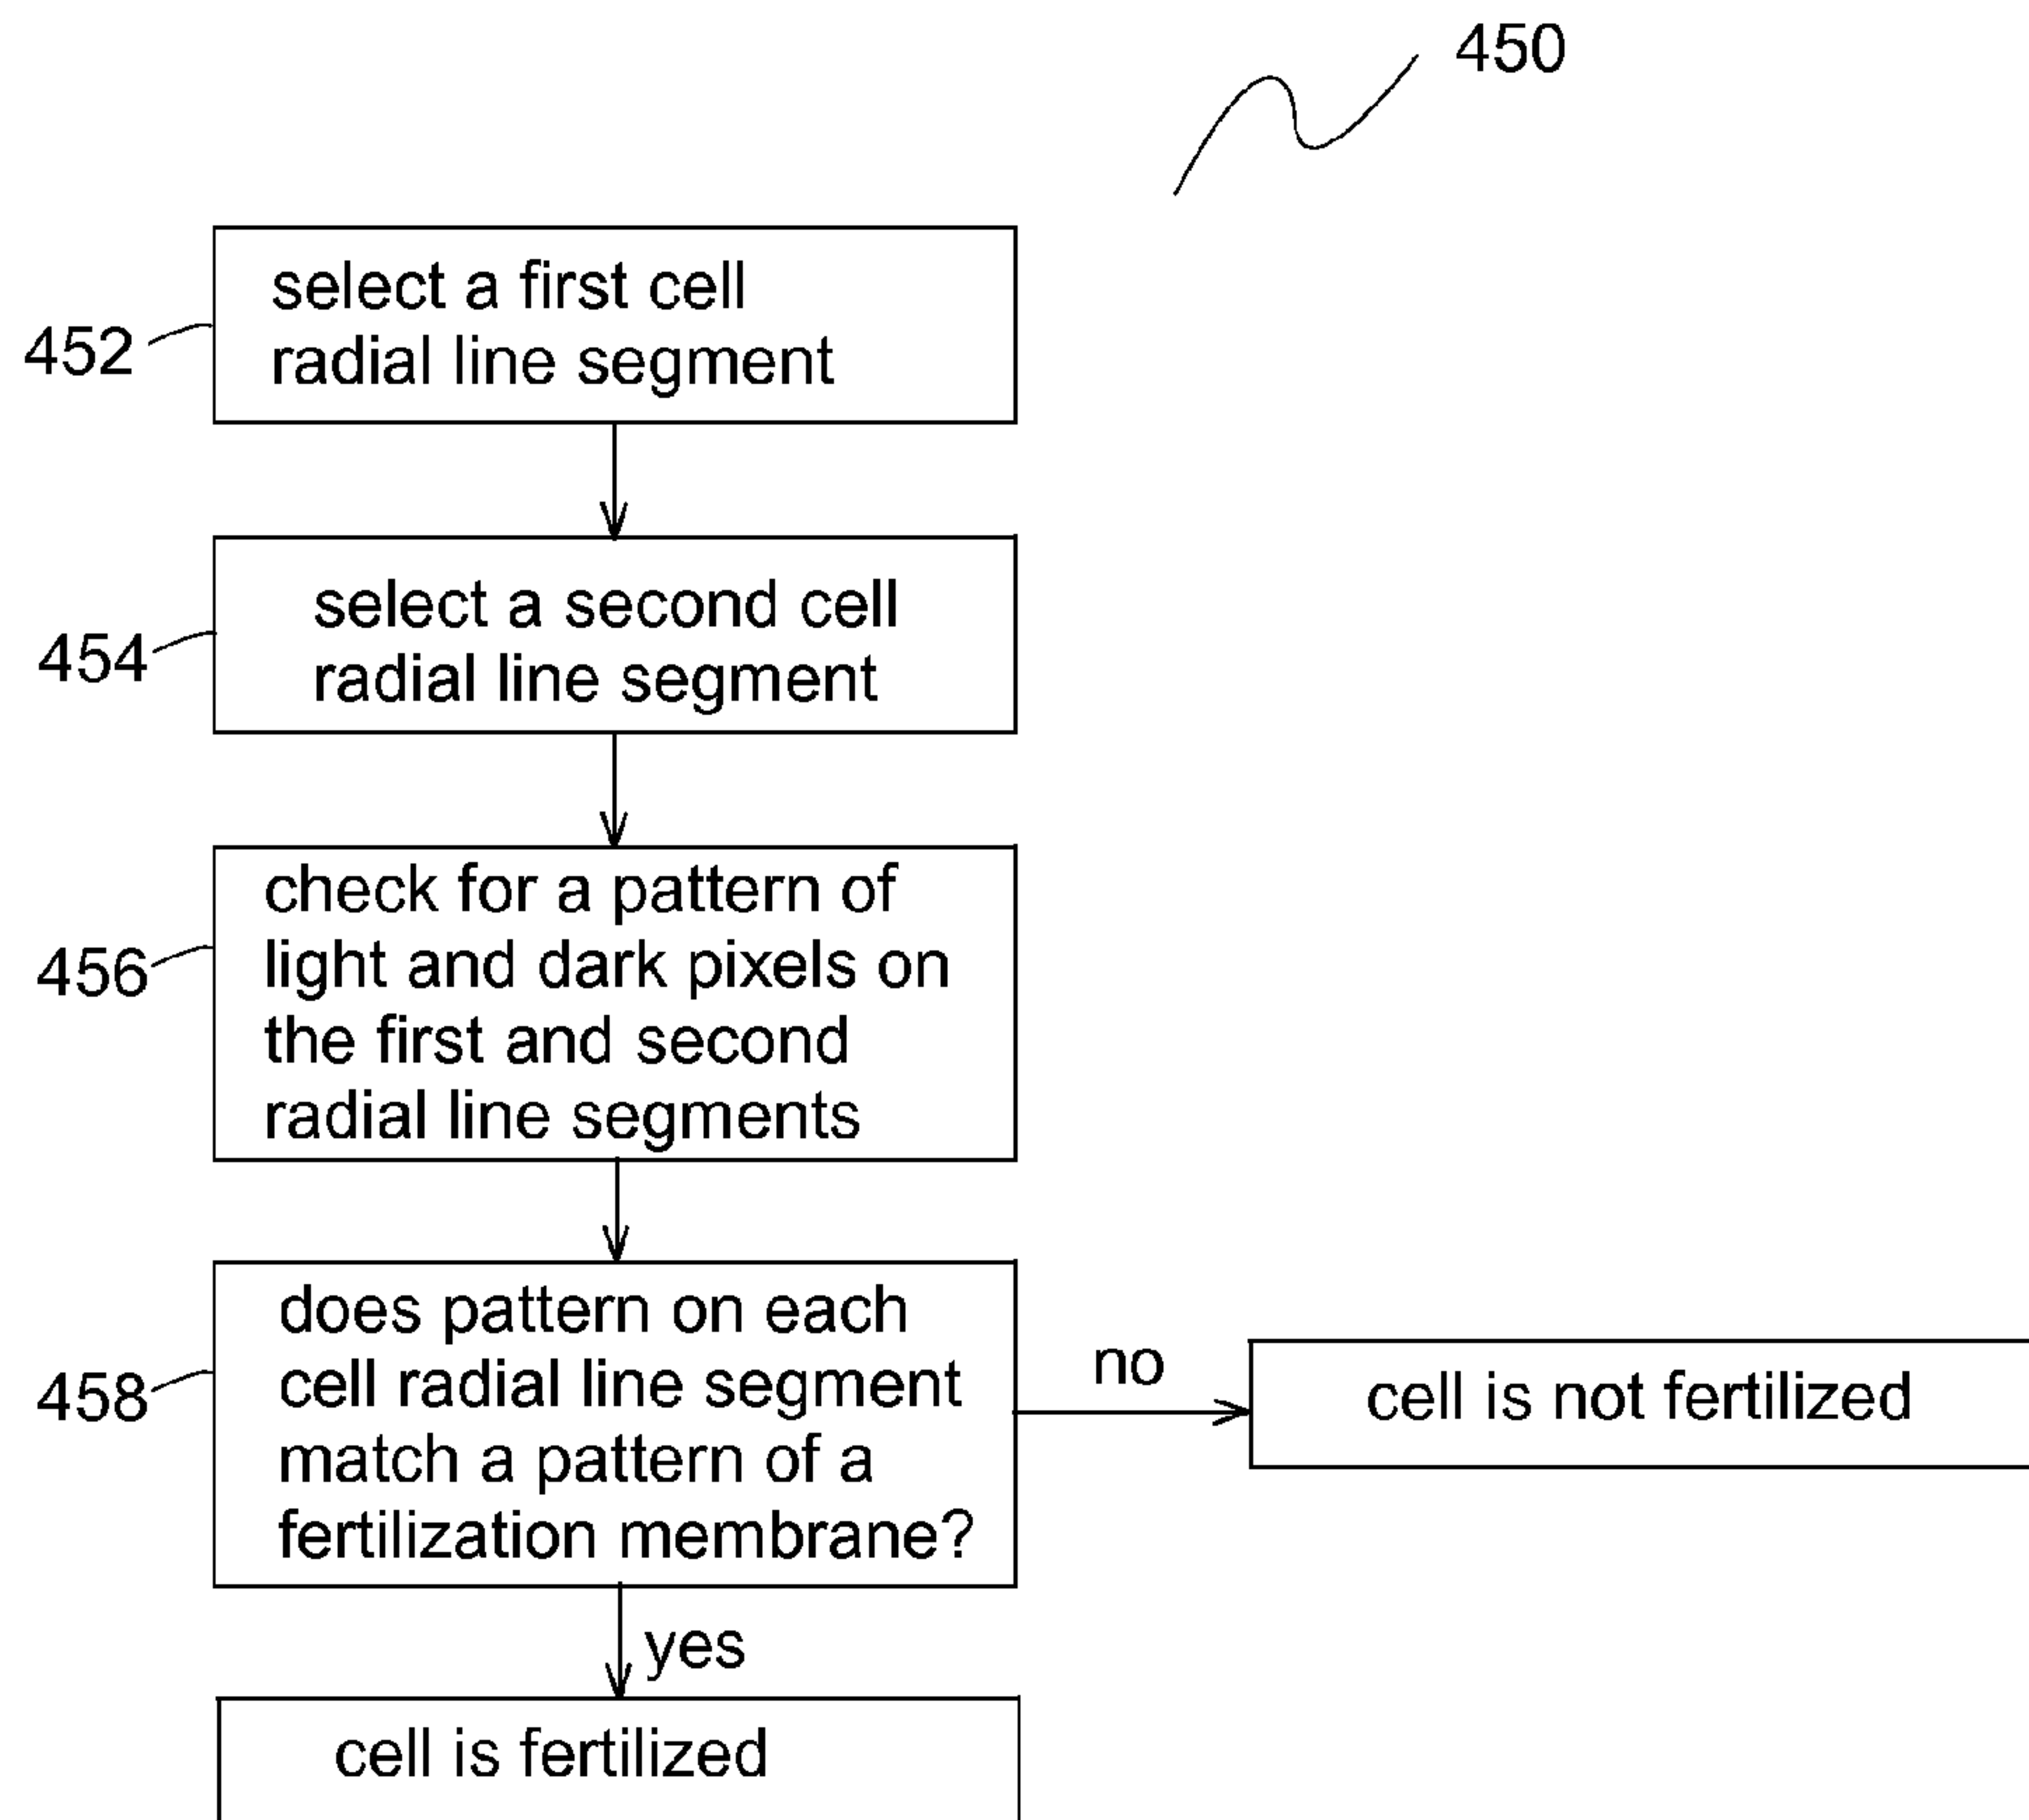 450
select a first cell
radial line segment
452
select a second cell
radial line segment
454
check for a pattern of
light and dark pixels on
the first and second
radial line segments
456
does pattern on each
cell radial line segment
match a pattern of a
fertilization membrane?
458
no
cell is not fertilized
yes
cell is fertilized